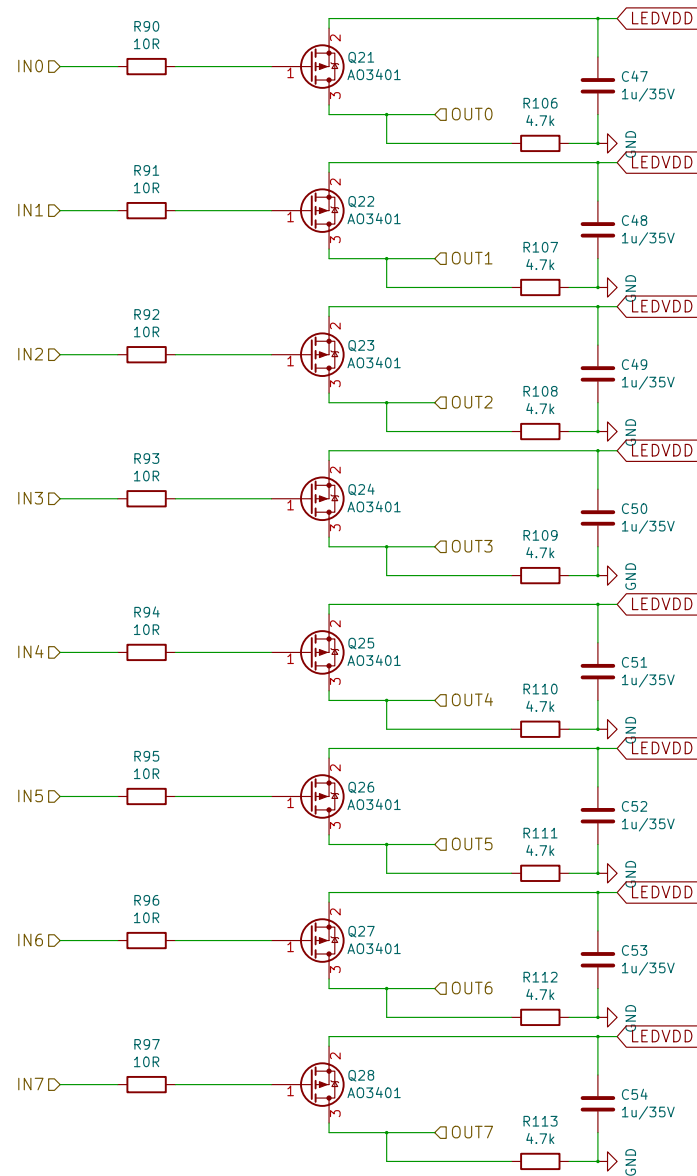 LEDVDD
R90
10R
2
Q21
AO3401
IN0
1
C47
1u/35V
3
R106
4.7k
OUT0
GND
LEDVDD
R91
10R
2
Q22
AO3401
IN1
1
C48
1u/35V
3
R107
4.7k
OUT1
GND
LEDVDD
R92
10R
2
Q23
AO3401
IN2
1
C49
1u/35V
3
R108
4.7k
OUT2
GND
LEDVDD
R93
10R
2
Q24
AO3401
IN3
1
C50
1u/35V
3
R109
4.7k
OUT3
GND
LEDVDD
R94
10R
2
Q25
AO3401
IN4
1
C51
1u/35V
3
R110
4.7k
OUT4
GND
LEDVDD
R95
10R
2
Q26
AO3401
IN5
1
C52
1u/35V
3
R111
4.7k
OUT5
GND
LEDVDD
R96
10R
2
Q27
AO3401
IN6
1
C53
1u/35V
3
R112
4.7k
OUT6
GND
LEDVDD
R97
10R
2
Q28
AO3401
IN7
1
C54
1u/35V
3
R113
4.7k
OUT7
GND